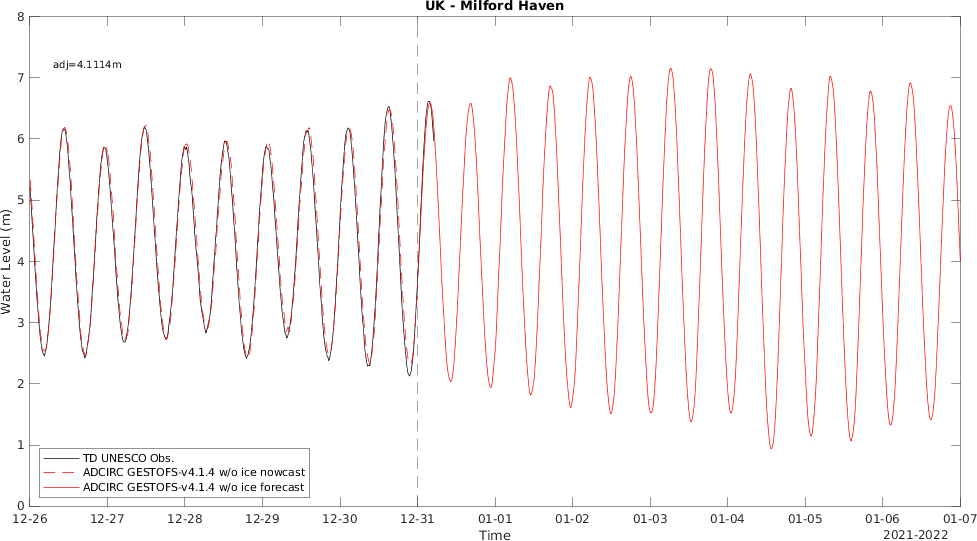 UK - Milford Haven
8
adj=4.1114m
7
6
5
4
3
2
1
0
Water Level (m)
TD UNESCO Obs.
ADCIRC GESTOFS-v4.1.4 w/o ice nowcast
ADCIRC GESTOFS-v4.1.4 w/o ice forecast
12-26 12-27 12-28 12-29 12-30 12-31 01-01 01-02 01-03 01-04 01-05 01-06 01-07
Time
2021-2022